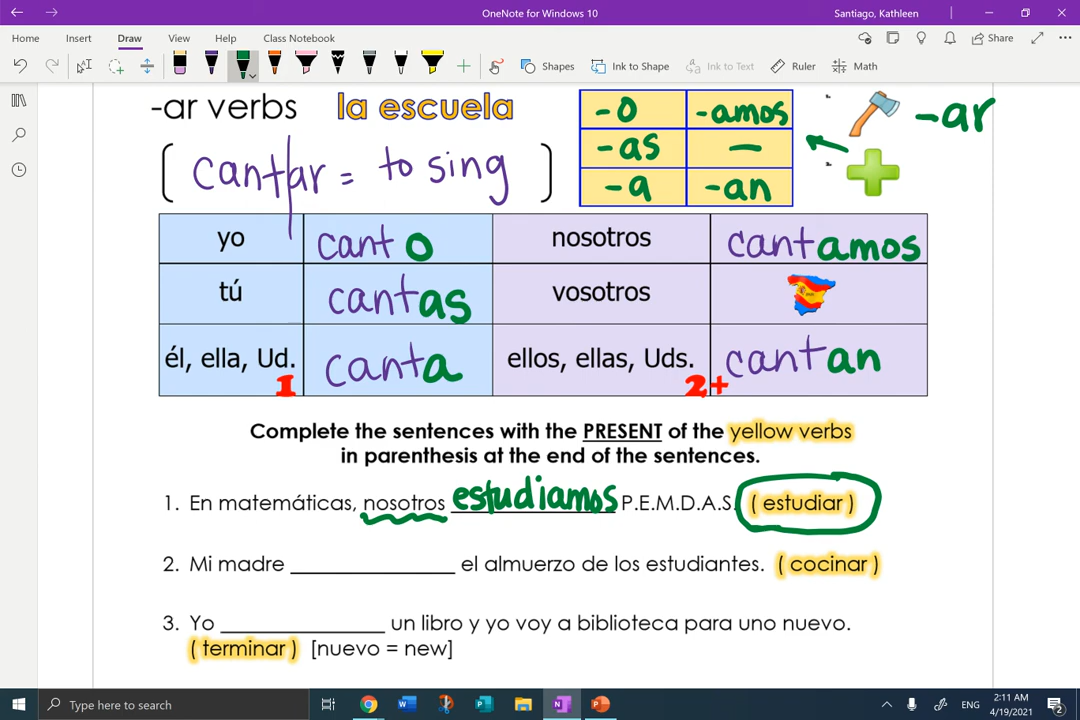 OneNote for Windows 10
Santiago, Kathleen
Home Insert Draw View Help Class Notebook
Share
Shapes Ink to Shape Ink to Text Ruler Math
-ar verbs la escuela
-o -amos
-as —
-a -an
-ar
( cantar = to sing )
yo canto nosotros cantamos
tú cantas vosotros
él, ella, Ud. 1 canta ellos, ellas, Uds. 2+ cantan
Complete the sentences with the PRESENT of the yellow verbs
in parenthesis at the end of the sentences.
1. En matemáticas, nosotros estudiamos P.E.M.D.A.S. ( estudiar )
2. Mi madre _______________ el almuerzo de los estudiantes. ( cocinar )
3. Yo _______________ un libro y yo voy a biblioteca para uno nuevo.
( terminar ) [nuevo = new]
Type here to search
ENG
2:11 AM
4/19/2021
2